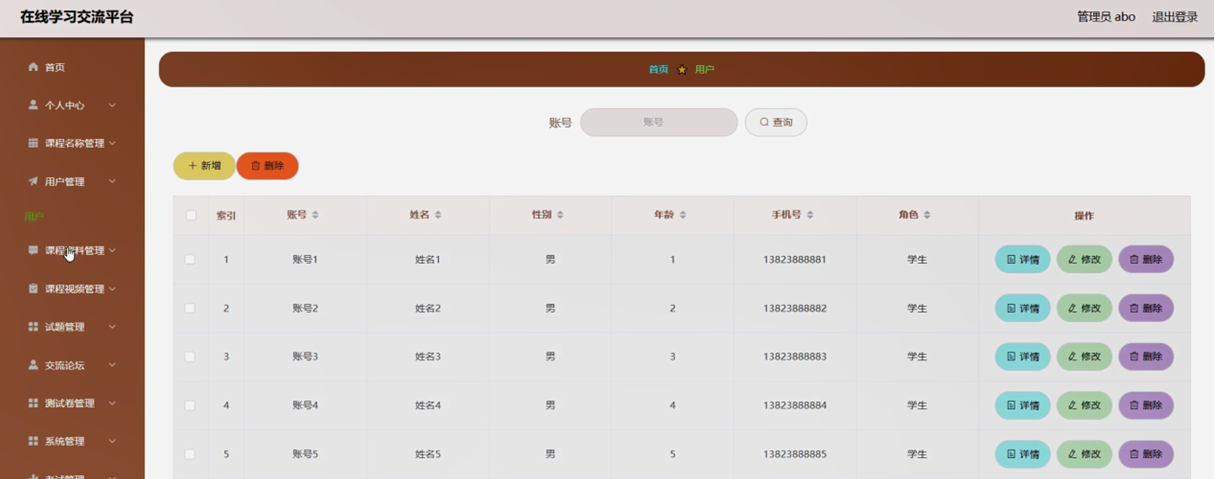 在线学习交流平台
管理员 abo 退出登录
首页
个人中心
课程名称管理
用户管理
用户
课程资料管理
课程视频管理
试题管理
交流论坛
测试卷管理
系统管理
首页 用户
账号 账号 查询
新增 删除
索引 账号 姓名 性别 年龄 手机号 角色 操作
1 账号1 姓名1 男 1 13823888881 学生 详情 修改 删除
2 账号2 姓名2 男 2 13823888882 学生 详情 修改 删除
3 账号3 姓名3 男 3 13823888883 学生 详情 修改 删除
4 账号4 姓名4 男 4 13823888884 学生 详情 修改 删除
5 账号5 姓名5 男 5 13823888885 学生 详情 修改 删除